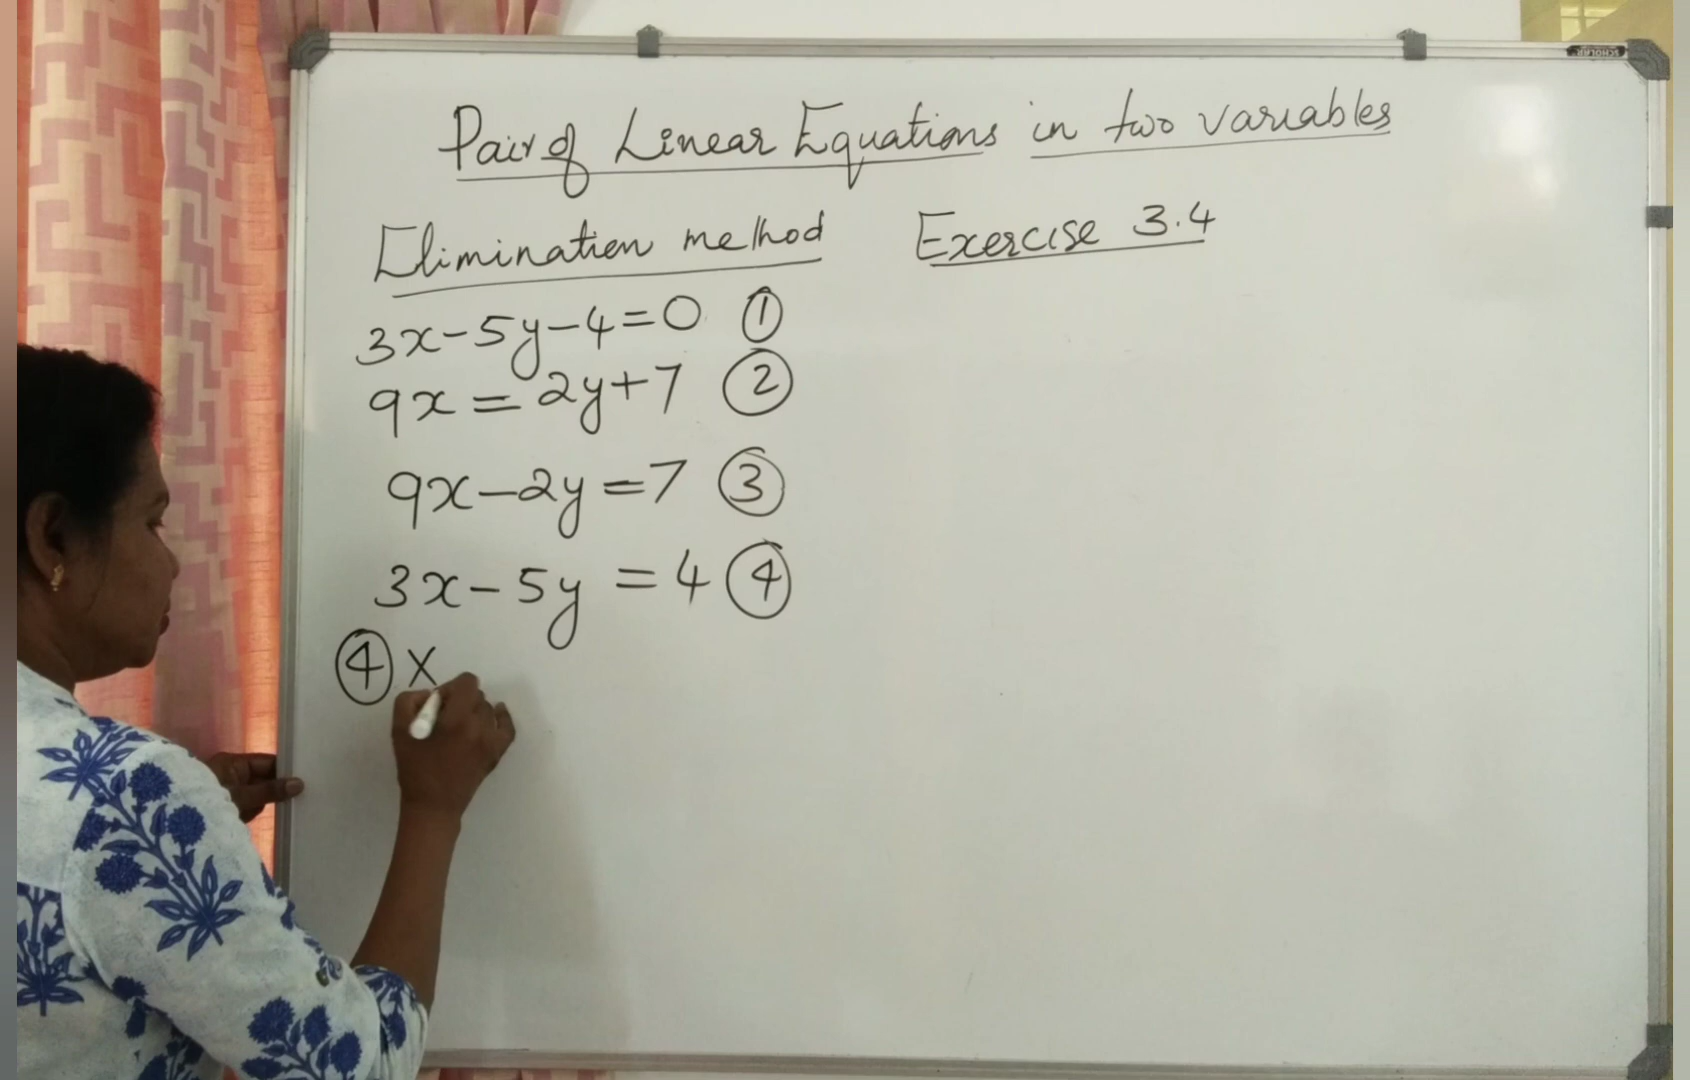 Pair of Linear Equations in two variables
Elimination method Exercise 3.4
3x-5y-4=0 ①
9x = 2y+7 ②
9x-2y=7 ③
3x-5y =4 ④
④ X
SCHOLAR